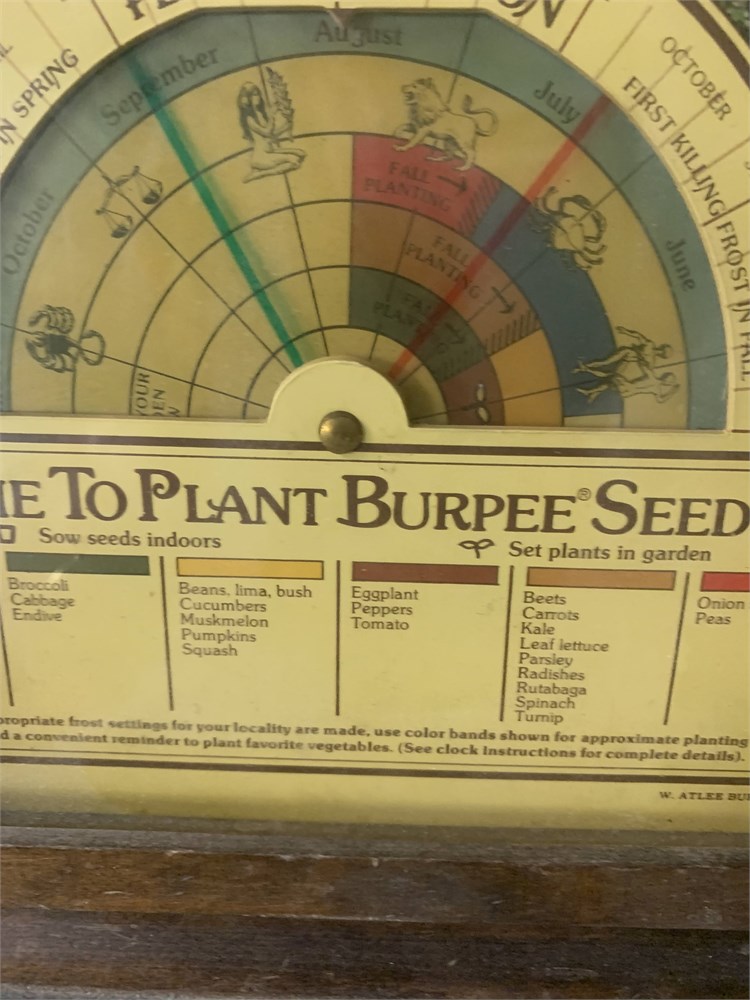 IN SPRING
OCTOBER
FIRST KILLING FROST IN FALL
October
September
August
July
June
FALL
PLANTING
FALL
PLANTING
FALL
PLANTING
YOUR
TO PLANT BURPEE® SEED
Sow seeds indoors
Set plants in garden
Broccoli
Cabbage
Endive
Beans, lima, bush
Cucumbers
Muskmelon
Pumpkins
Squash
Eggplant
Peppers
Tomato
Beets
Carrots
Kale
Leaf lettuce
Parsley
Radishes
Rutabaga
Spinach
Turnip
Onion
Peas
propriate frost settings for your locality are made, use color bands shown for approximate planting
d a convenient reminder to plant favorite vegetables. (See clock instructions for complete details).
W. ATLEE BU